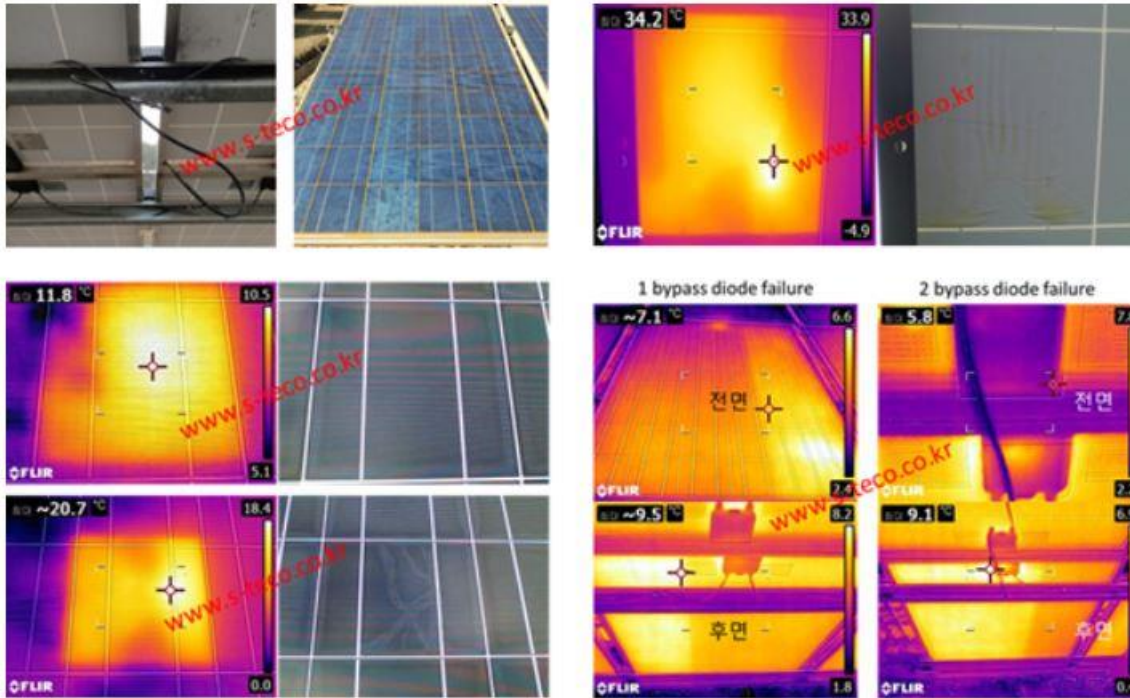 www.s-teco.co.kr
34.2 °C
33.9
-4.9
FLIR
www.s-teco.co.kr
11.8 °C
10.5
5.1
FLIR
www.s-teco.co.kr
~20.7 °C
18.4
0.0
FLIR
www.s-teco.co.kr
1 bypass diode failure
2 bypass diode failure
~7.1 °C
6.6
전면
2.4
FLIR
5.8 °C
전면
FLIR
www.s-teco.co.kr
~9.5 °C
8.2
후면
1.8
FLIR
9.1 °C
후면
FLIR